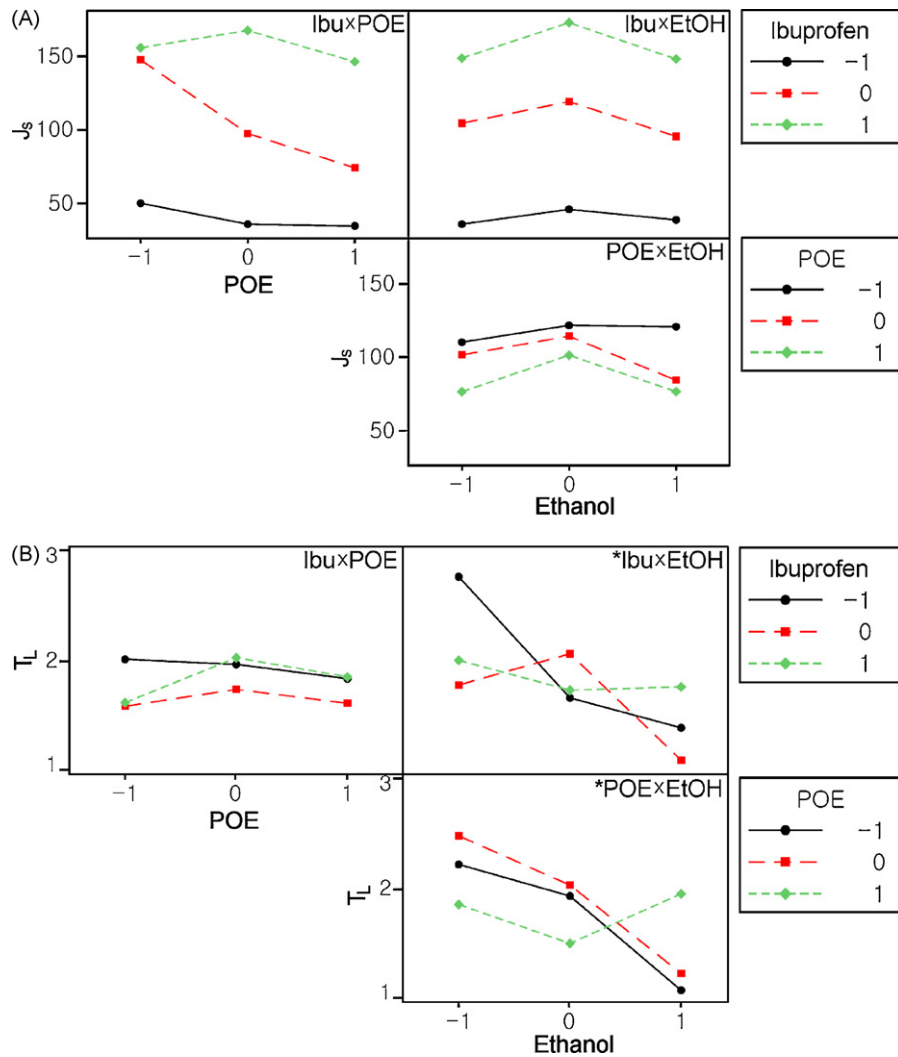 (A)
Ibu×POE
Ibu×EtOH
Ibuprofen
−1
0
1
150
100
50
Js
−1 0 1
POE
POE×EtOH
POE
−1
0
1
150
100
50
Js
−1 0 1
Ethanol
(B)
Ibu×POE
*Ibu×EtOH
Ibuprofen
−1
0
1
3
2
1
TL
−1 0 1
POE
*POE×EtOH
POE
−1
0
1
3
2
1
TL
−1 0 1
Ethanol